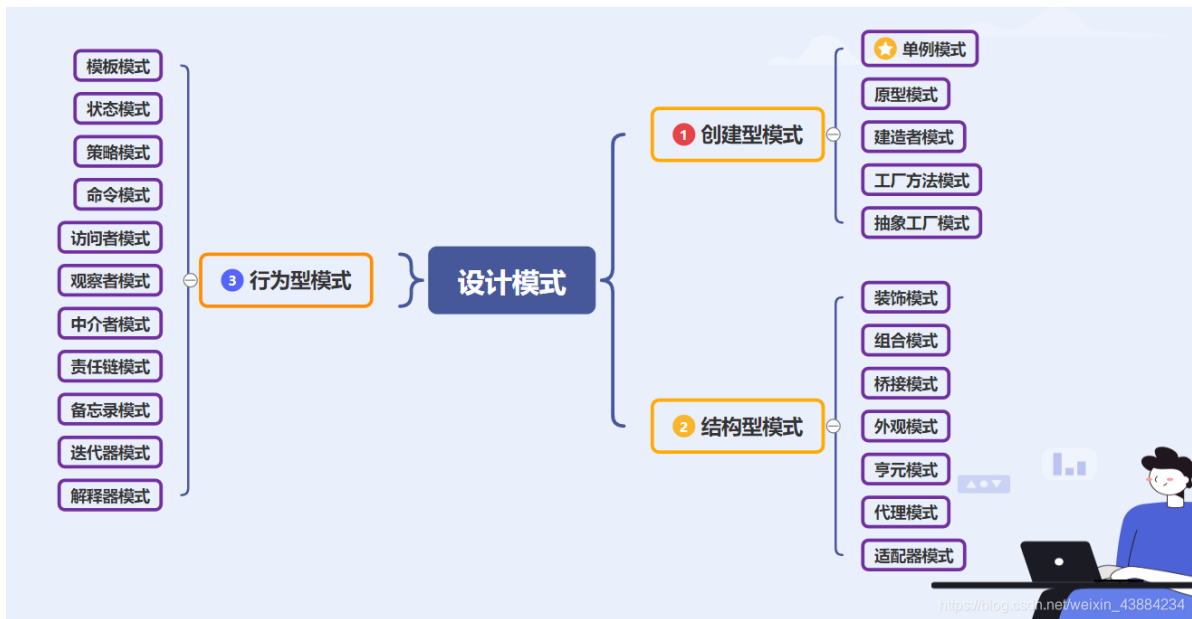 设计模式
1 创建型模式
单例模式
原型模式
建造者模式
工厂方法模式
抽象工厂模式
2 结构型模式
装饰模式
组合模式
桥接模式
外观模式
亨元模式
代理模式
适配器模式
3 行为型模式
模板模式
状态模式
策略模式
命令模式
访问者模式
观察者模式
中介者模式
责任链模式
备忘录模式
迭代器模式
解释器模式
https://blog.csdn.net/weixin_43884234